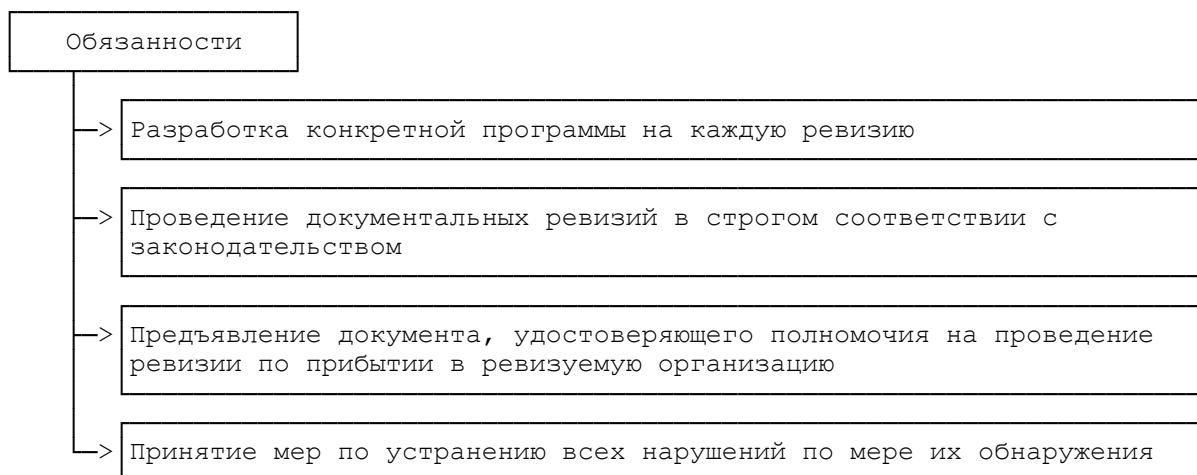 Обязанности
Разработка конкретной программы на каждую ревизию
Проведение документальных ревизий в строгом соответствии с
законодательством
Предъявление документа, удостоверяющего полномочия на проведение
ревизии по прибытии в ревизуемую организацию
Принятие мер по устранению всех нарушений по мере их обнаружения